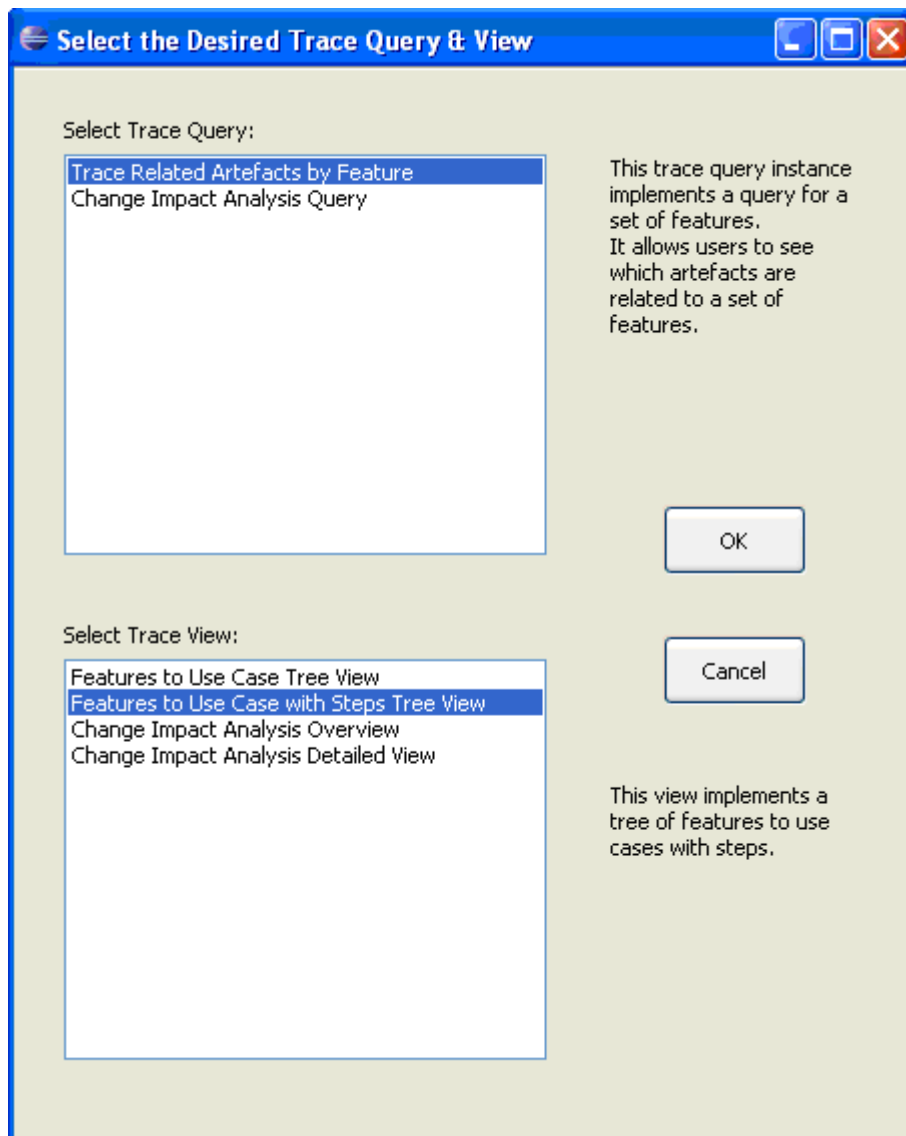 Select the Desired Trace Query & View
Select Trace Query:
Trace Related Artefacts by Feature
Change Impact Analysis Query
This trace query instance
implements a query for a
set of features.
It allows users to see
which artefacts are
related to a set of
features.
OK
Select Trace View:
Features to Use Case Tree View
Features to Use Case with Steps Tree View
Change Impact Analysis Overview
Change Impact Analysis Detailed View
Cancel
This view implements a
tree of features to use
cases with steps.